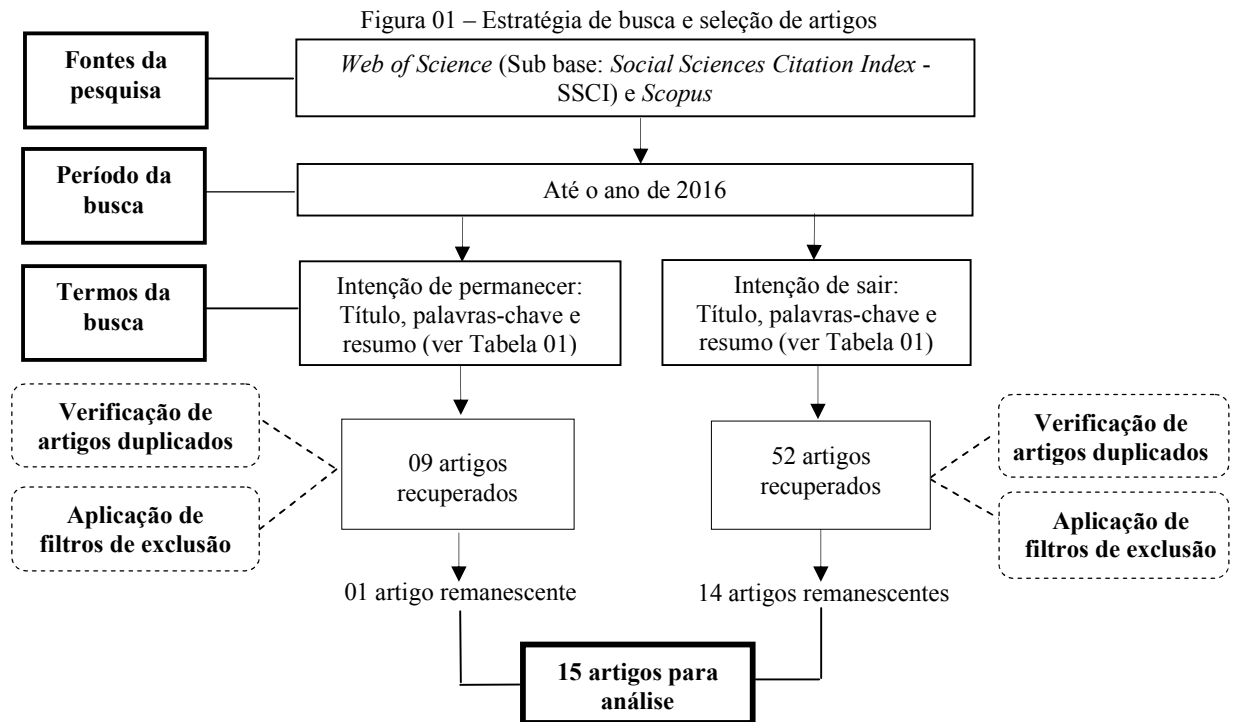 Figura 01 – Estratégia de busca e seleção de artigos
Fontes da
pesquisa
Web of Science (Sub base: Social Sciences Citation Index -
SSCI) e Scopus
Período da
busca
Até o ano de 2016
Termos da
busca
Intenção de permanecer:
Título, palavras-chave e
resumo (ver Tabela 01)
Intenção de sair:
Título, palavras-chave e
resumo (ver Tabela 01)
Verificação de
artigos duplicados
Aplicação de
filtros de exclusão
09 artigos
recuperados
52 artigos
recuperados
Verificação de
artigos duplicados
Aplicação de
filtros de exclusão
01 artigo remanescente
14 artigos remanescentes
15 artigos para
análise